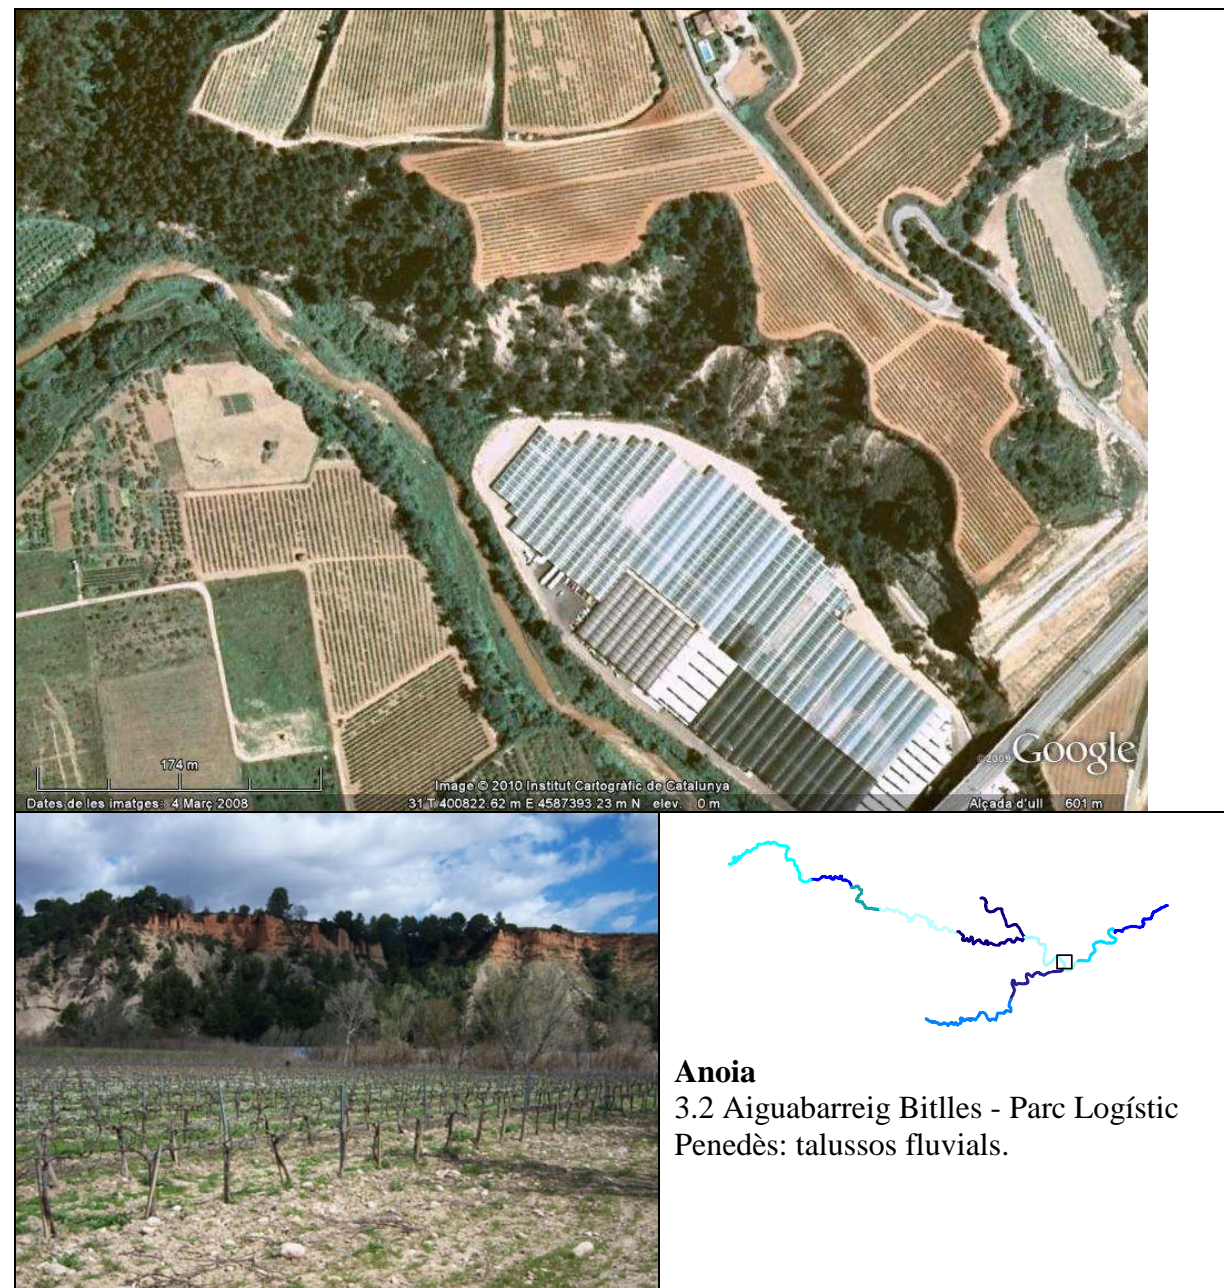 174 m
©2009 Google
Image © 2010 Institut Cartogràfic de Catalunya
Dates de les imatges: 4 Març 2008
31 T 400822.62 m E 4587393.23 m N elev. 0 m
Alçada d'ull 601 m
Anoia
3.2 Aiguabarreig Bitlles - Parc Logístic
Penedès: talussos fluvials.